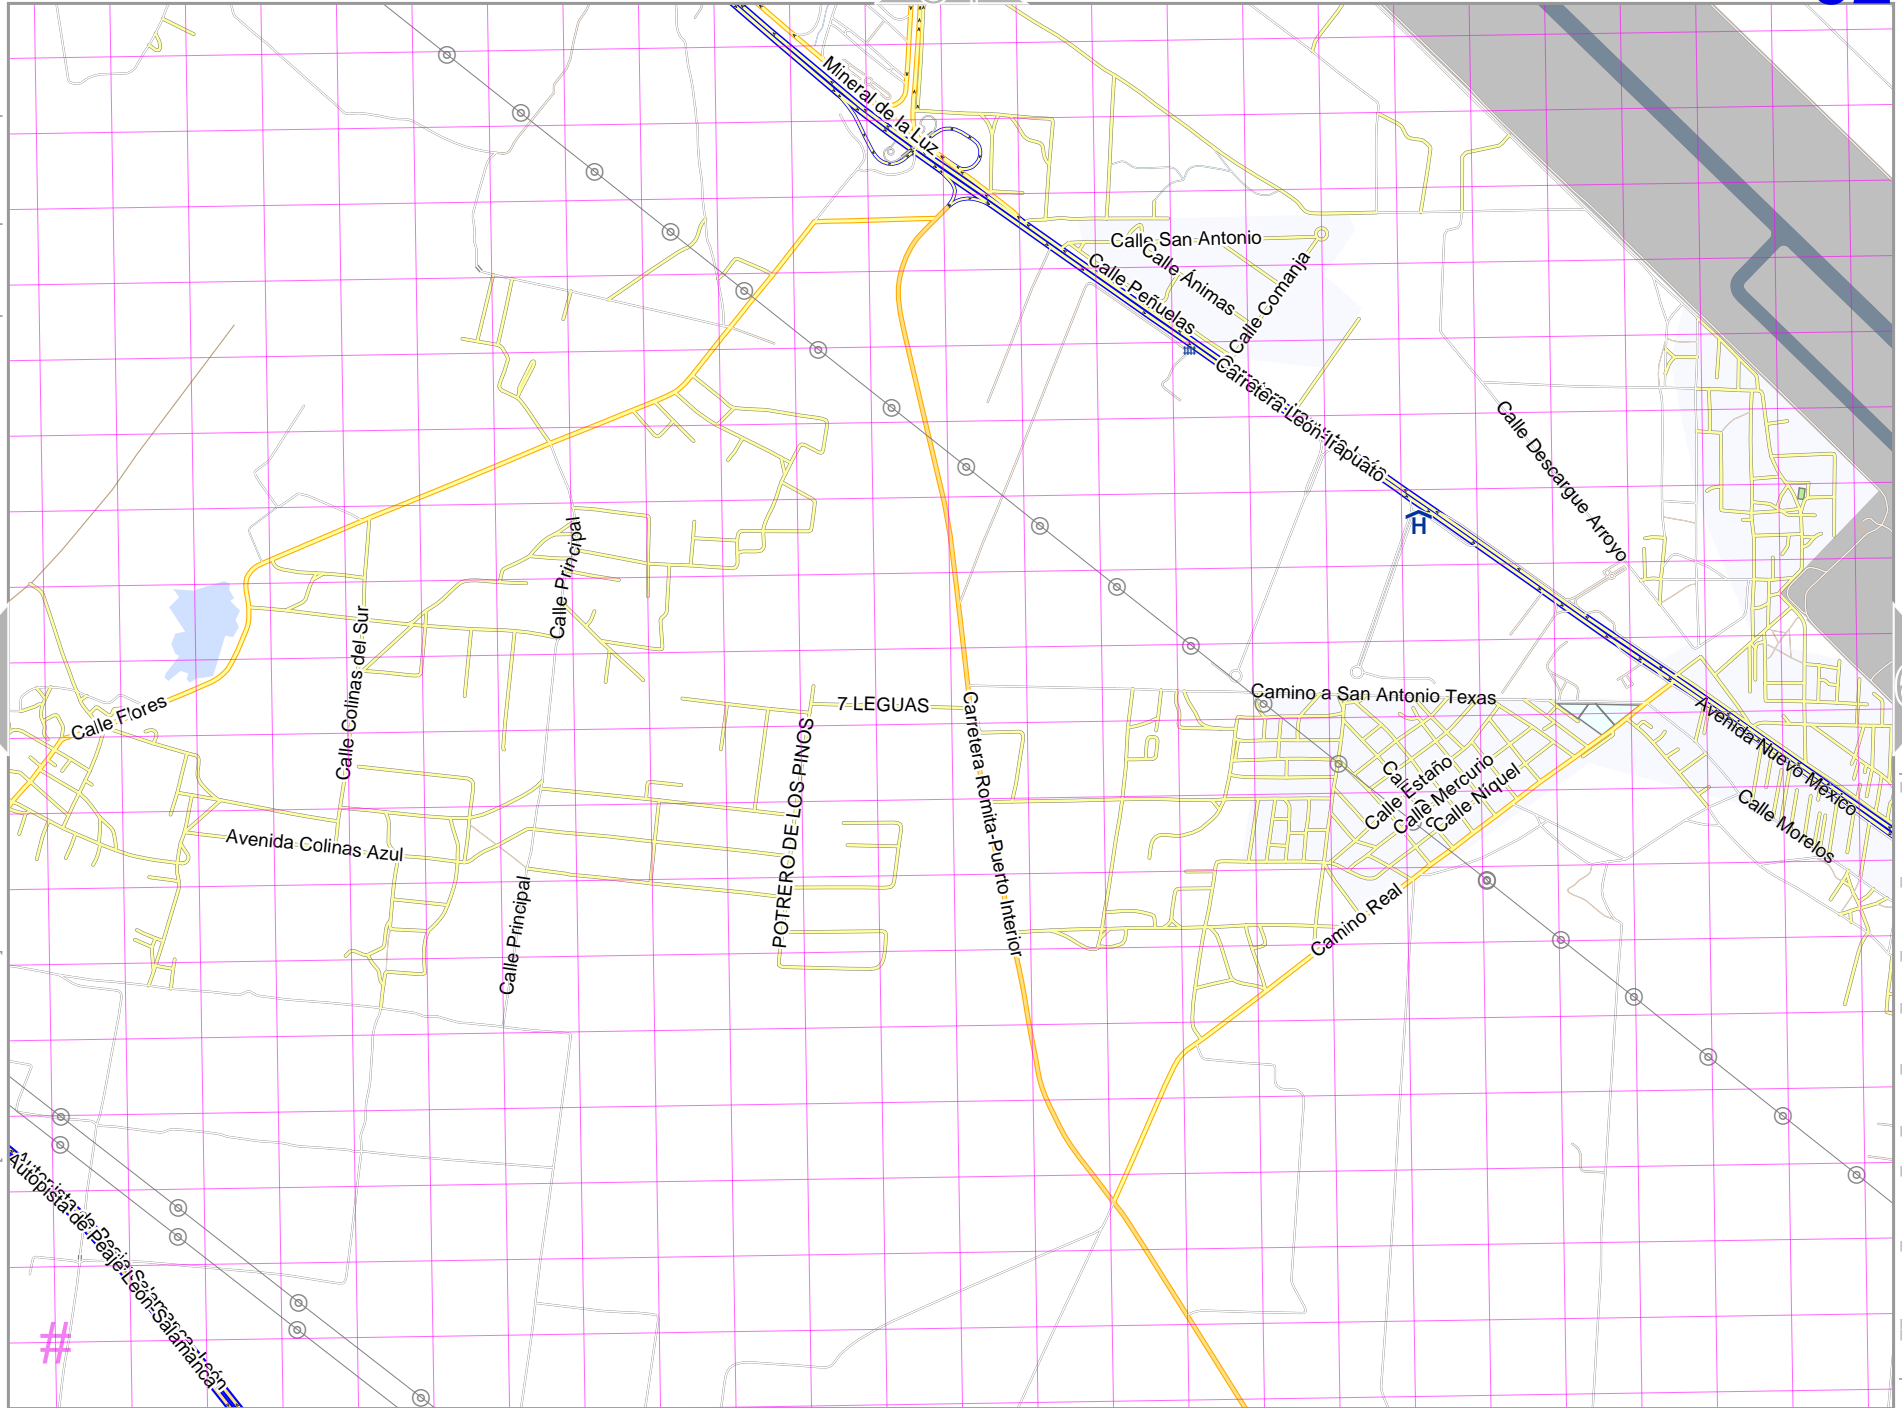 Mineral de la Luz
Calle San Antonio
Calle Ánimas
Calle Peñuelas
Calle Comanja
Carretera León-Irapuato
Calle Descargue Arroyo
H
Calle Principal
Calle Colinas del Sur
Camino a San Antonio Texas
7 LEGUAS
Calle Flores
Carretera Romita-Puerto Interior
POTRERO DE LOS PINOS
Avenida Nuevo México
Calle Estaño
Calle Mercurio
Calle Níquel
Calle Morelos
Avenida Colinas Azul
Calle Principal
Camino Real
Autopista de Peaje León-Salamanca
#